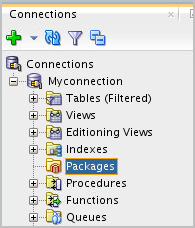 Connections
Connections
Myconnection
Tables (Filtered)
Views
Editioning Views
Indexes
Packages
Procedures
Functions
Queues